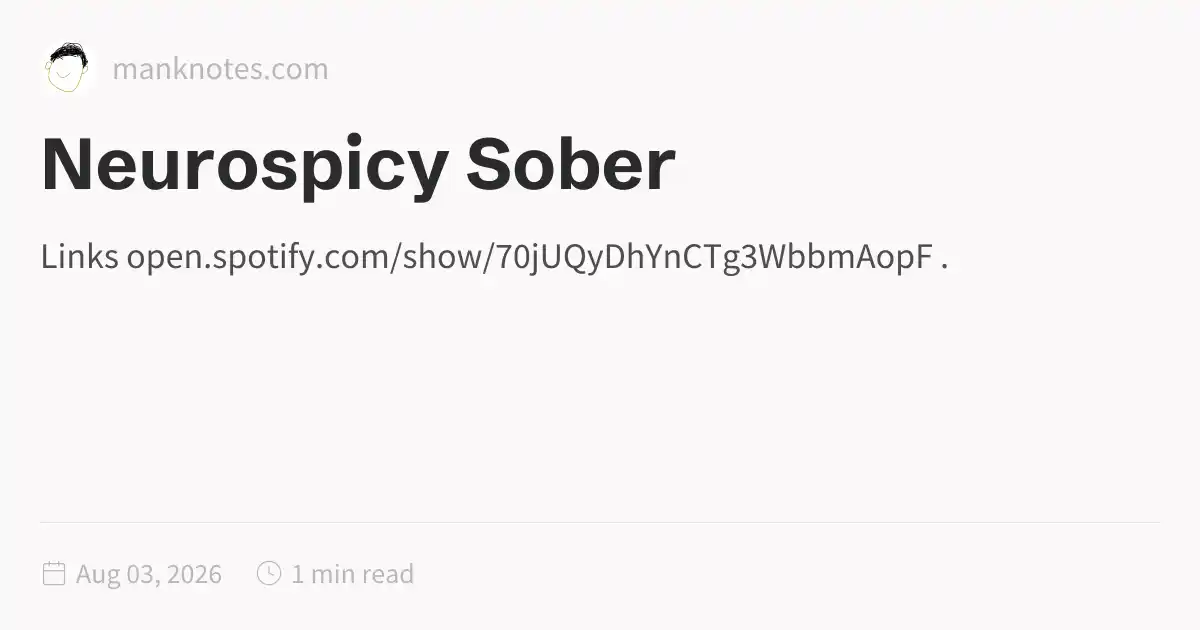 manknotes.com
Neurospicy Sober
Links open.spotify.com/show/70jUQyDhYnCTg3WbbmAopF .
Aug 03, 2026 1 min read